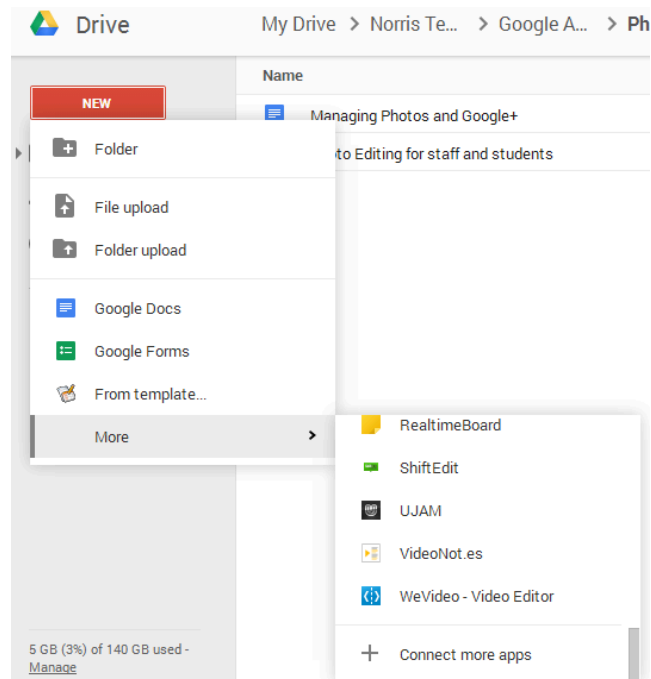 Drive
My Drive > Norris Te... > Google A... > Ph
Name
NEW
Managing Photos and Google+
to Editing for staff and students
Folder
File upload
Folder upload
Google Docs
Google Forms
From template...
More
RealtimeBoard
ShiftEdit
UJAM
VideoNot.es
WeVideo - Video Editor
Connect more apps
5 GB (3%) of 140 GB used -
Manage